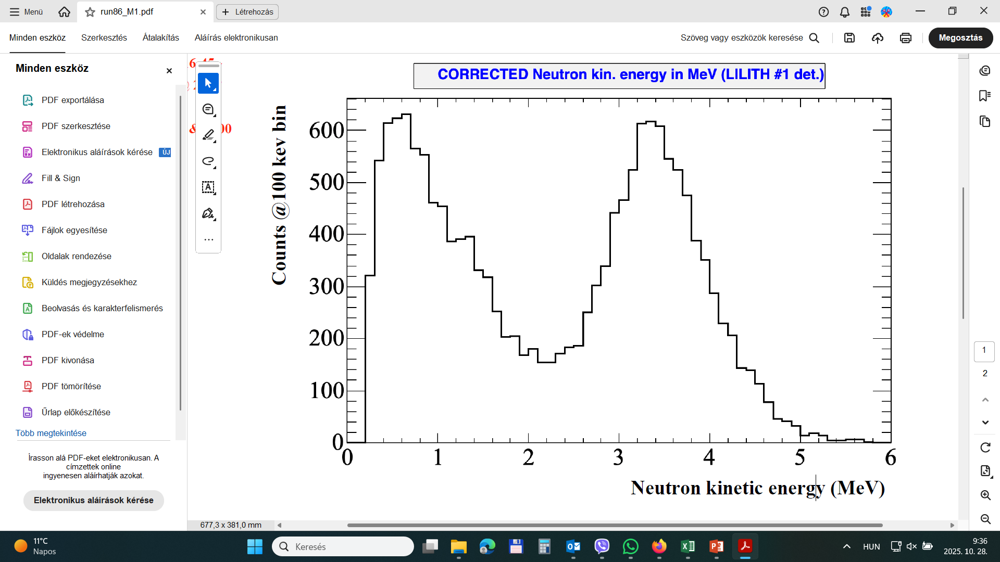 Menü
run86_M1.pdf
Létrehozás
Minden eszköz
Szerkesztés
Átalakítás
Aláírás elektronikusan
Szöveg vagy eszközök keresése
Megosztás
Minden eszköz
PDF exportálása
PDF szerkesztése
Elektronikus aláírások kérése ÚJ
Fill & Sign
PDF létrehozása
Fájlok egyesítése
Oldalak rendezése
Küldés megjegyzésekhez
Beolvasás és karakterfelismerés
PDF-ek védelme
PDF kivonása
PDF tömörítése
Űrlap előkészítése
Több megtekintése
Írasson alá PDF-eket elektronikusan. A
címzettek online
ingyenesen aláírhatják azokat.
Elektronikus aláírások kérése
CORRECTED Neutron kin. energy in MeV (LILITH #1 det.)
Counts @100 kev bin
600
500
400
300
200
100
0
0 1 2 3 4 5 6
Neutron kinetic energy (MeV)
677,3 x 381,0 mm
1
2
11°C
Napos
Keresés
HUN
9:36
2025. 10. 28.